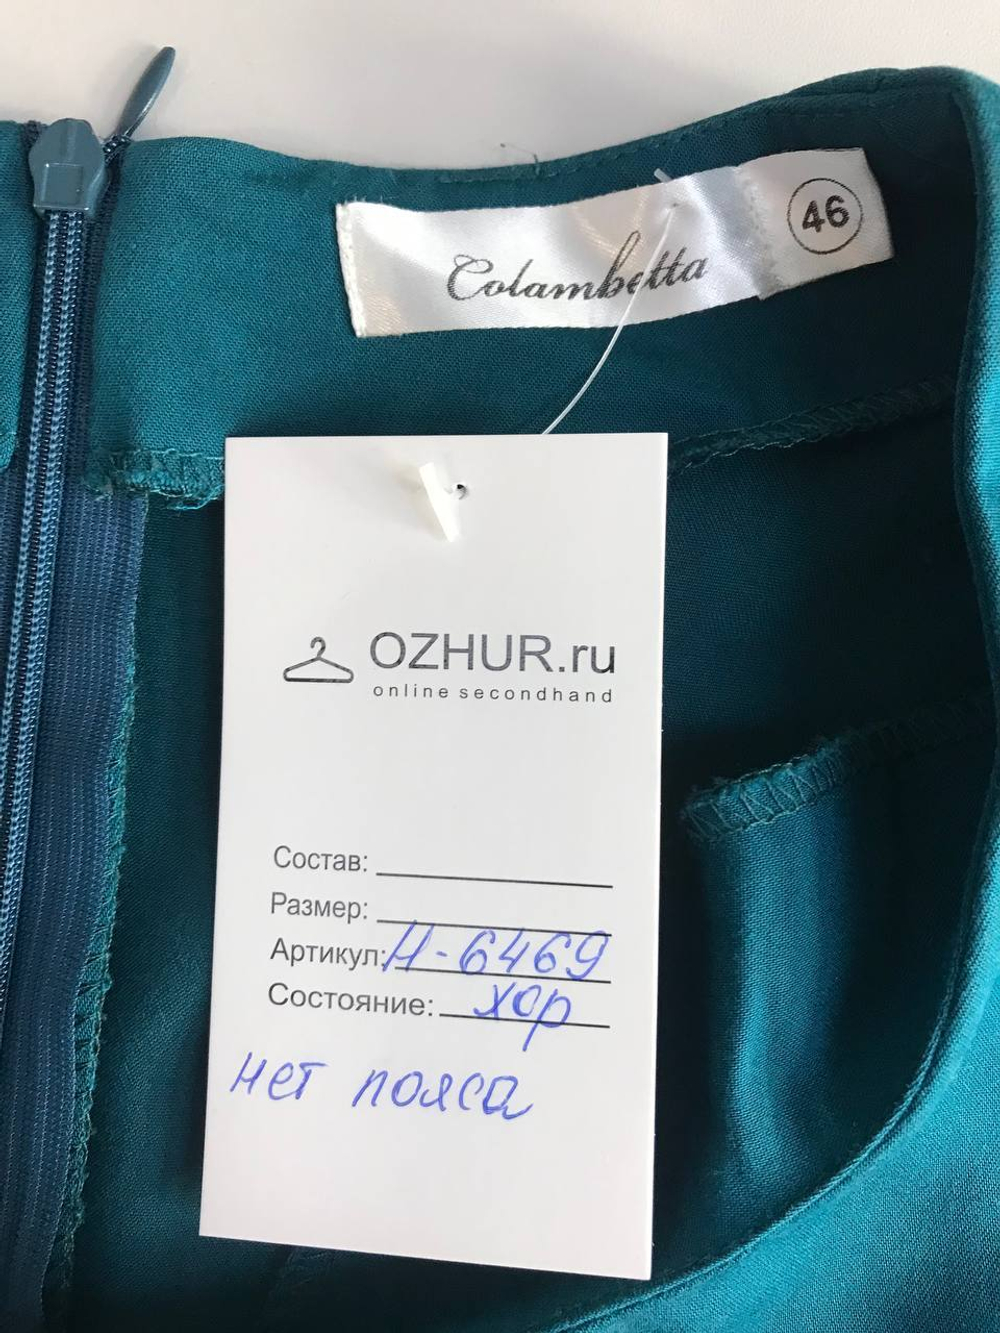 Colambetta
46
OZHUR.ru
online secondhand
Состав:
Размер:
Артикул: Н-6469
Состояние: хор
нет пояса